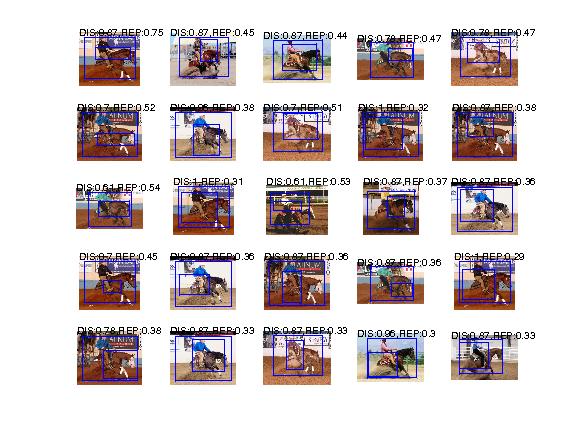 DIS:0.87,REP:0.75
DIS:0.87,REP:0.45
DIS:0.87,REP:0.44
DIS:0.78,REP:0.47
DIS:0.78,REP:0.47
DIS:0.7,REP:0.52
DIS:0.96,REP:0.38
DIS:0.7,REP:0.51
DIS:1,REP:0.32
DIS:0.87,REP:0.38
DIS:0.61,REP:0.54
DIS:1,REP:0.31
DIS:0.61,REP:0.53
DIS:0.87,REP:0.37
DIS:0.87,REP:0.36
DIS:0.7,REP:0.45
DIS:0.87,REP:0.36
DIS:0.87,REP:0.36
DIS:0.87,REP:0.36
DIS:1,REP:0.29
DIS:0.78,REP:0.38
DIS:0.87,REP:0.33
DIS:0.87,REP:0.33
DIS:0.96,REP:0.3
DIS:0.87,REP:0.33